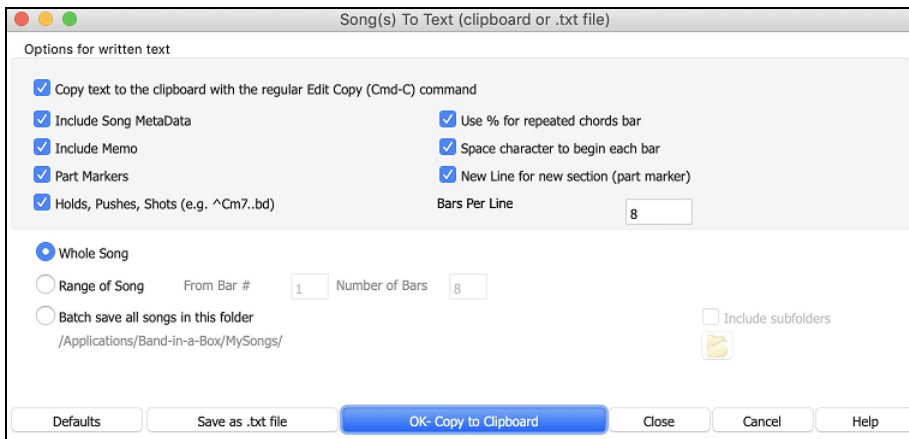 Song(s) To Text (clipboard or .txt file)
Options for written text
Copy text to the clipboard with the regular Edit Copy (Cmd-C) command
Include Song MetaData
Use % for repeated chords bar
Include Memo
Space character to begin each bar
Part Markers
New Line for new section (part marker)
Holds, Pushes, Shots (e.g. ^Cm7..bd)
Bars Per Line 8
Whole Song
Range of Song From Bar # 1 Number of Bars 8
Batch save all songs in this folder
Include subfolders
/Applications/Band-in-a-Box/MySongs/
Defaults Save as .txt file OK- Copy to Clipboard Close Cancel Help